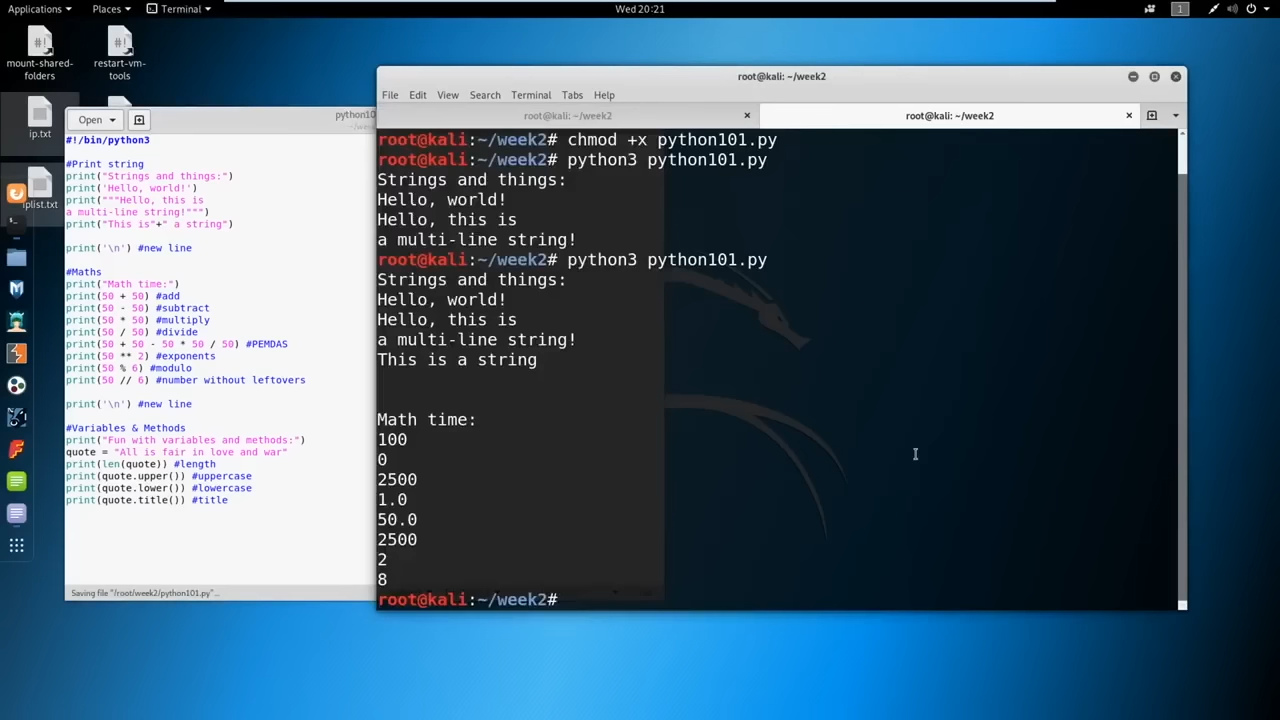 Applications Places Terminal Wed 20:21 1
mount-shared-folders
restart-vm-tools
ip.txt
iplist.txt
Open python10
#!/bin/python3
#Print string
print("Strings and things:")
print('Hello, world!')
print("""Hello, this is
a multi-line string!""")
print("This is"+" a string")
print('\n') #new line
#Maths
print("Math time:")
print(50 + 50) #add
print(50 - 50) #subtract
print(50 * 50) #multiply
print(50 / 50) #divide
print(50 + 50 - 50 * 50 / 50) #PEMDAS
print(50 ** 2) #exponents
print(50 % 6) #modulo
print(50 // 6) #number without leftovers
print('\n') #new line
#Variables & Methods
print("Fun with variables and methods:")
quote = "All is fair in love and war"
print(len(quote)) #length
print(quote.upper()) #uppercase
print(quote.lower()) #lowercase
print(quote.title()) #title
Saving file "/root/week2/python101.py"...
root@kali: ~/week2
File Edit View Search Terminal Tabs Help
root@kali: ~/week2 root@kali: ~/week2
root@kali:~/week2# chmod +x python101.py
root@kali:~/week2# python3 python101.py
Strings and things:
Hello, world!
Hello, this is
a multi-line string!
root@kali:~/week2# python3 python101.py
Strings and things:
Hello, world!
Hello, this is
a multi-line string!
This is a string
Math time:
100
0
2500
1.0
50.0
2500
2
8
root@kali:~/week2#